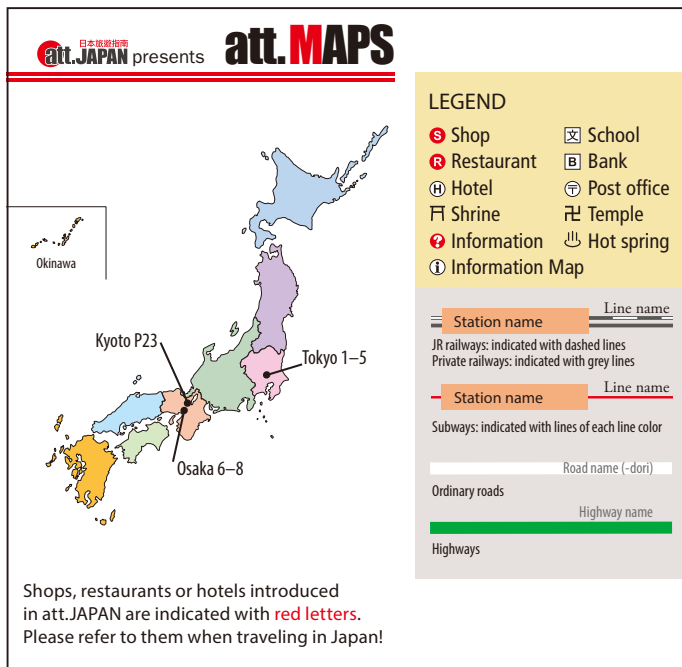 日本旅遊指南
att.JAPAN presents att.MAPS
Okinawa
Kyoto P23
Tokyo 1–5
Osaka 6–8
Shops, restaurants or hotels introduced
in att.JAPAN are indicated with red letters.
Please refer to them when traveling in Japan!
LEGEND
S Shop
文 School
R Restaurant
B Bank
H Hotel
〒 Post office
Shrine
卍 Temple
? Information
Hot spring
i Information Map
Line name
Station name
JR railways: indicated with dashed lines
Private railways: indicated with grey lines
Line name
Station name
Subways: indicated with lines of each line color
Road name (-dori)
Ordinary roads
Highway name
Highways